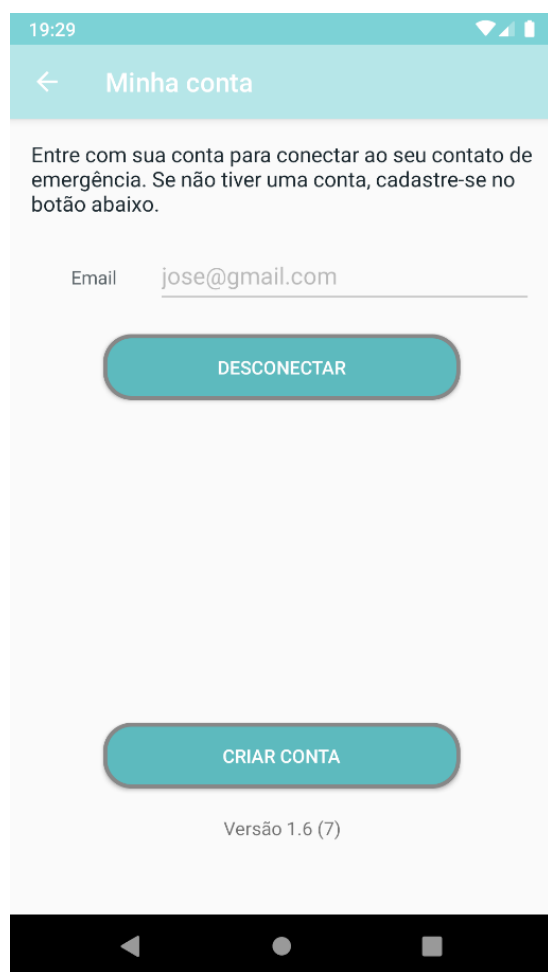 19:29
Minha conta
Entre com sua conta para conectar ao seu contato de
emergência. Se não tiver uma conta, cadastre-se no
botão abaixo.
Email jose@gmail.com
DESCONECTAR
CRIAR CONTA
Versão 1.6 (7)